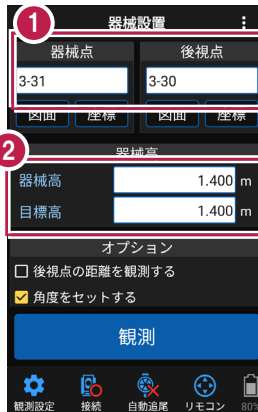 1
器械設置
器械点 後視点
3-31 3-30
図面 座標 図面 座標
2
器械高
器械高 1.400 m
目標高 1.400 m
オプション
後視点の距離を観測する
角度をセットする
観測
観測設定 接続 自動追尾 リモコン 80%